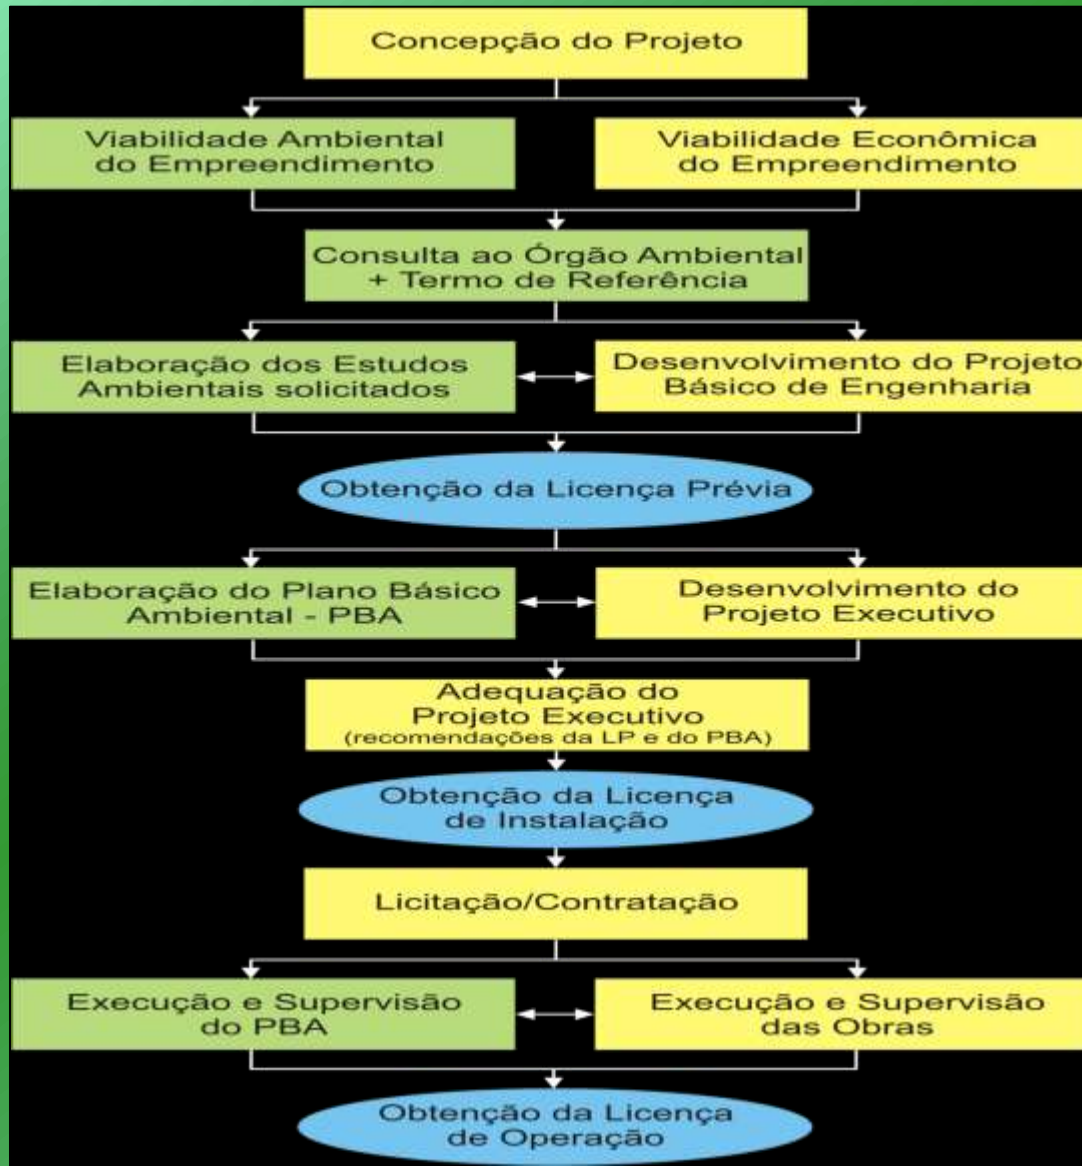 Concepção do Projeto
Viabilidade Ambiental
do Empreendimento
Viabilidade Econômica
do Empreendimento
Consulta ao Órgão Ambiental
+ Termo de Referência
Elaboração dos Estudos
Ambientais solicitados
Desenvolvimento do Projeto
Básico de Engenharia
Obtenção da Licença Prévia
Elaboração do Plano Básico
Ambiental - PBA
Desenvolvimento do
Projeto Executivo
Adequação do
Projeto Executivo
(recomendações da LP e do PBA)
Obtenção da Licença
de Instalação
Licitação/Contratação
Execução e Supervisão
do PBA
Execução e Supervisão
das Obras
Obtenção da Licença
de Operação